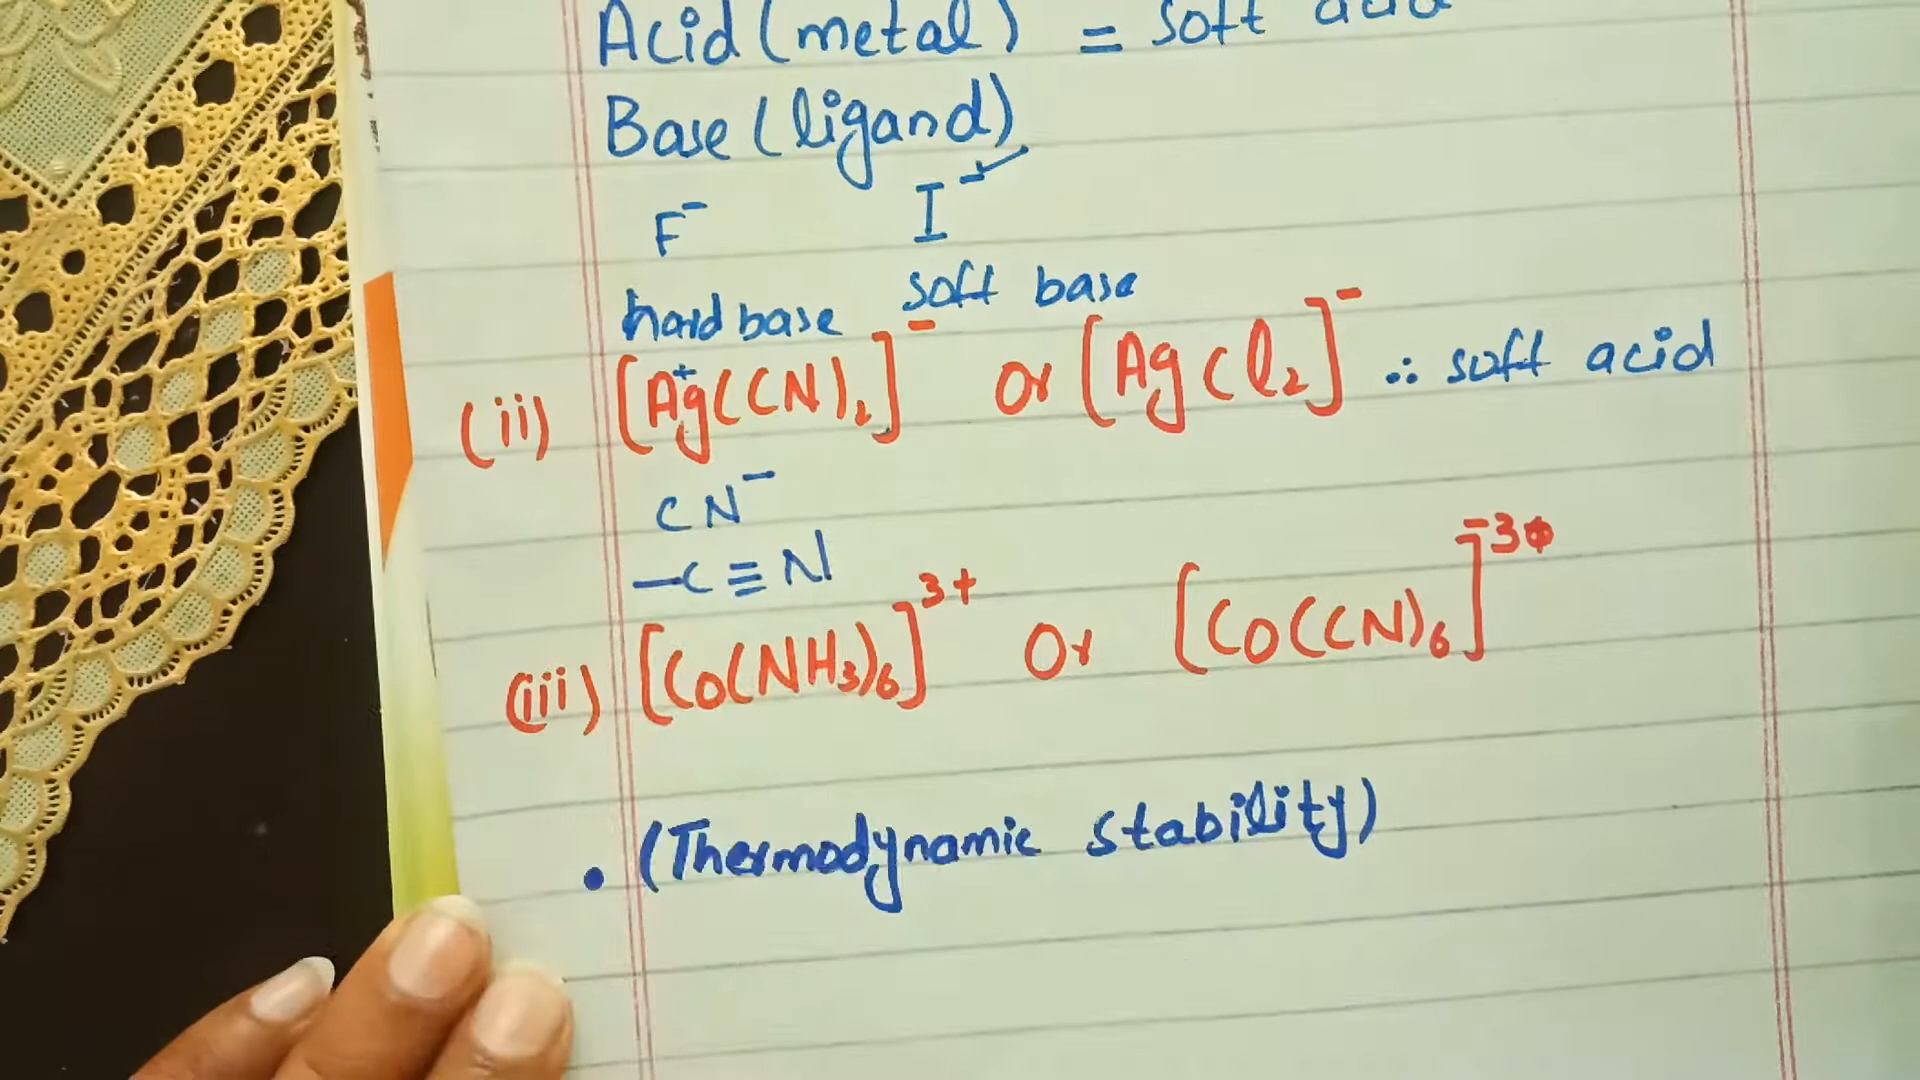 Acid (metal) = soft acid
Base (ligand)
F⁻ I⁻ ✓
hard base soft base
(ii) [Ag⁺(CN)₂]⁻ or [AgCl₂]⁻ ∴ soft acid
CN⁻
—C≡N
(iii) [Co(NH₃)₆]³⁺ Or [Co(CN)₆]⁻³
• (Thermodynamic stability)